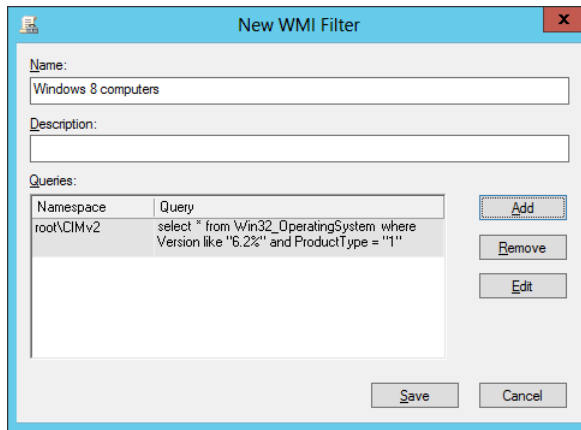 New WMI Filter
x
Name:
Windows 8 computers
Description:
Queries:
Namespace Query
root\CIMv2 select * from Win32_OperatingSystem where
Version like "6.2%" and ProductType = "1"
Add
Remove
Edit
Save Cancel